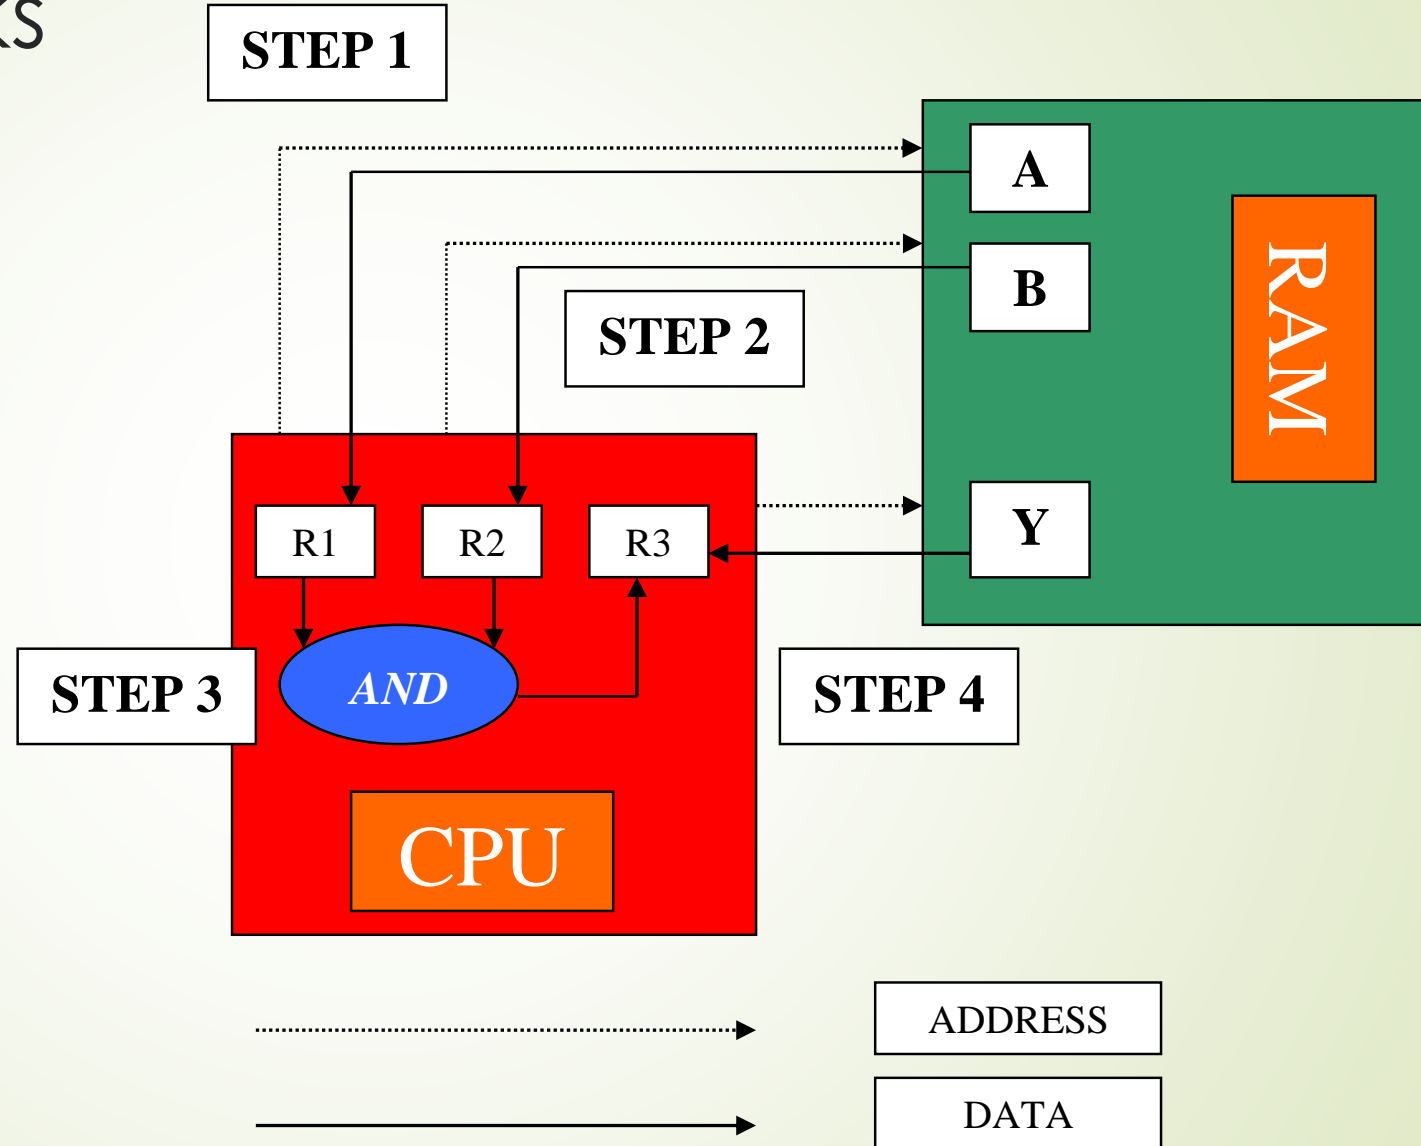 STEP 1
A
B
RAM
STEP 2
R1
R2
R3
Y
STEP 3
AND
STEP 4
CPU
ADDRESS
DATA